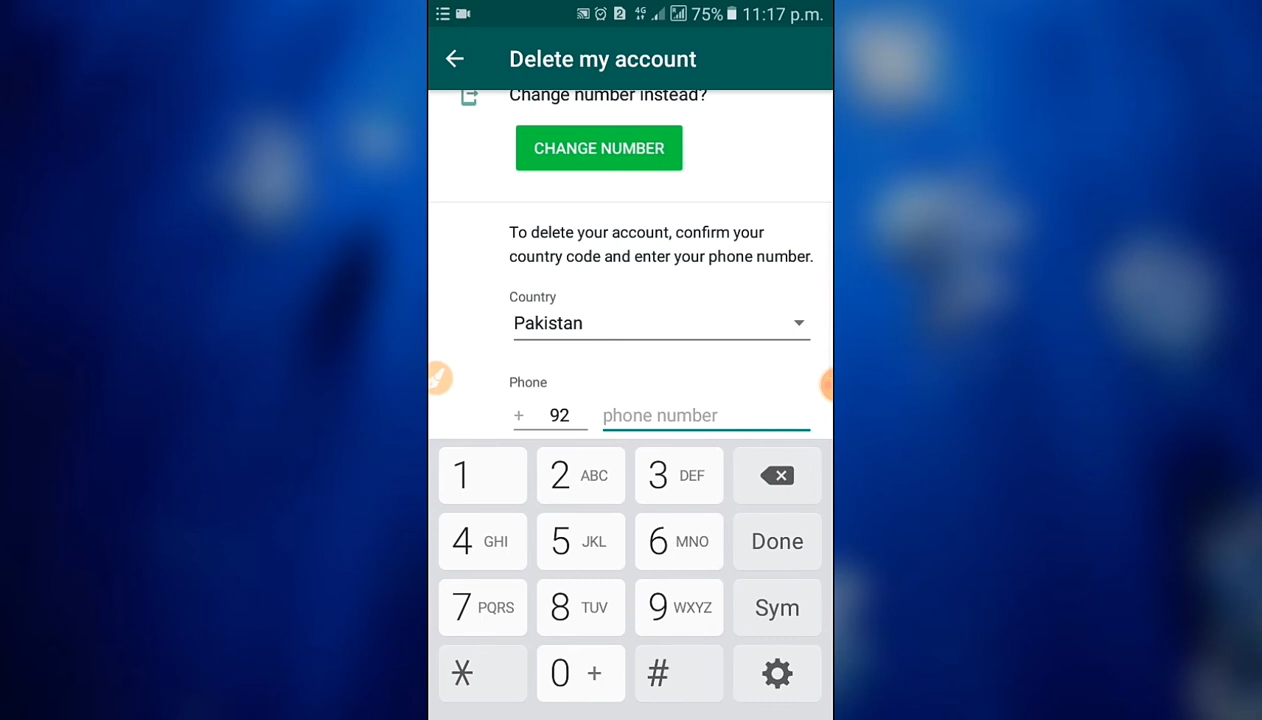 4G 75% 11:17 p.m.
Delete my account
Change number instead?
CHANGE NUMBER
To delete your account, confirm your
country code and enter your phone number.
Country
Pakistan
Phone
+ 92 phone number
1 2 ABC 3 DEF
4 GHI 5 JKL 6 MNO Done
7 PQRS 8 TUV 9 WXYZ Sym
* 0 + #